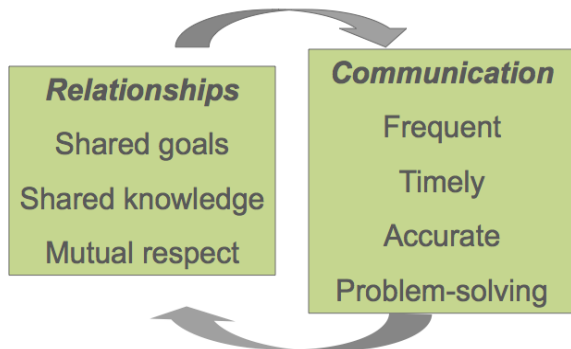 Relationships
Shared goals
Shared knowledge
Mutual respect
Communication
Frequent
Timely
Accurate
Problem-solving